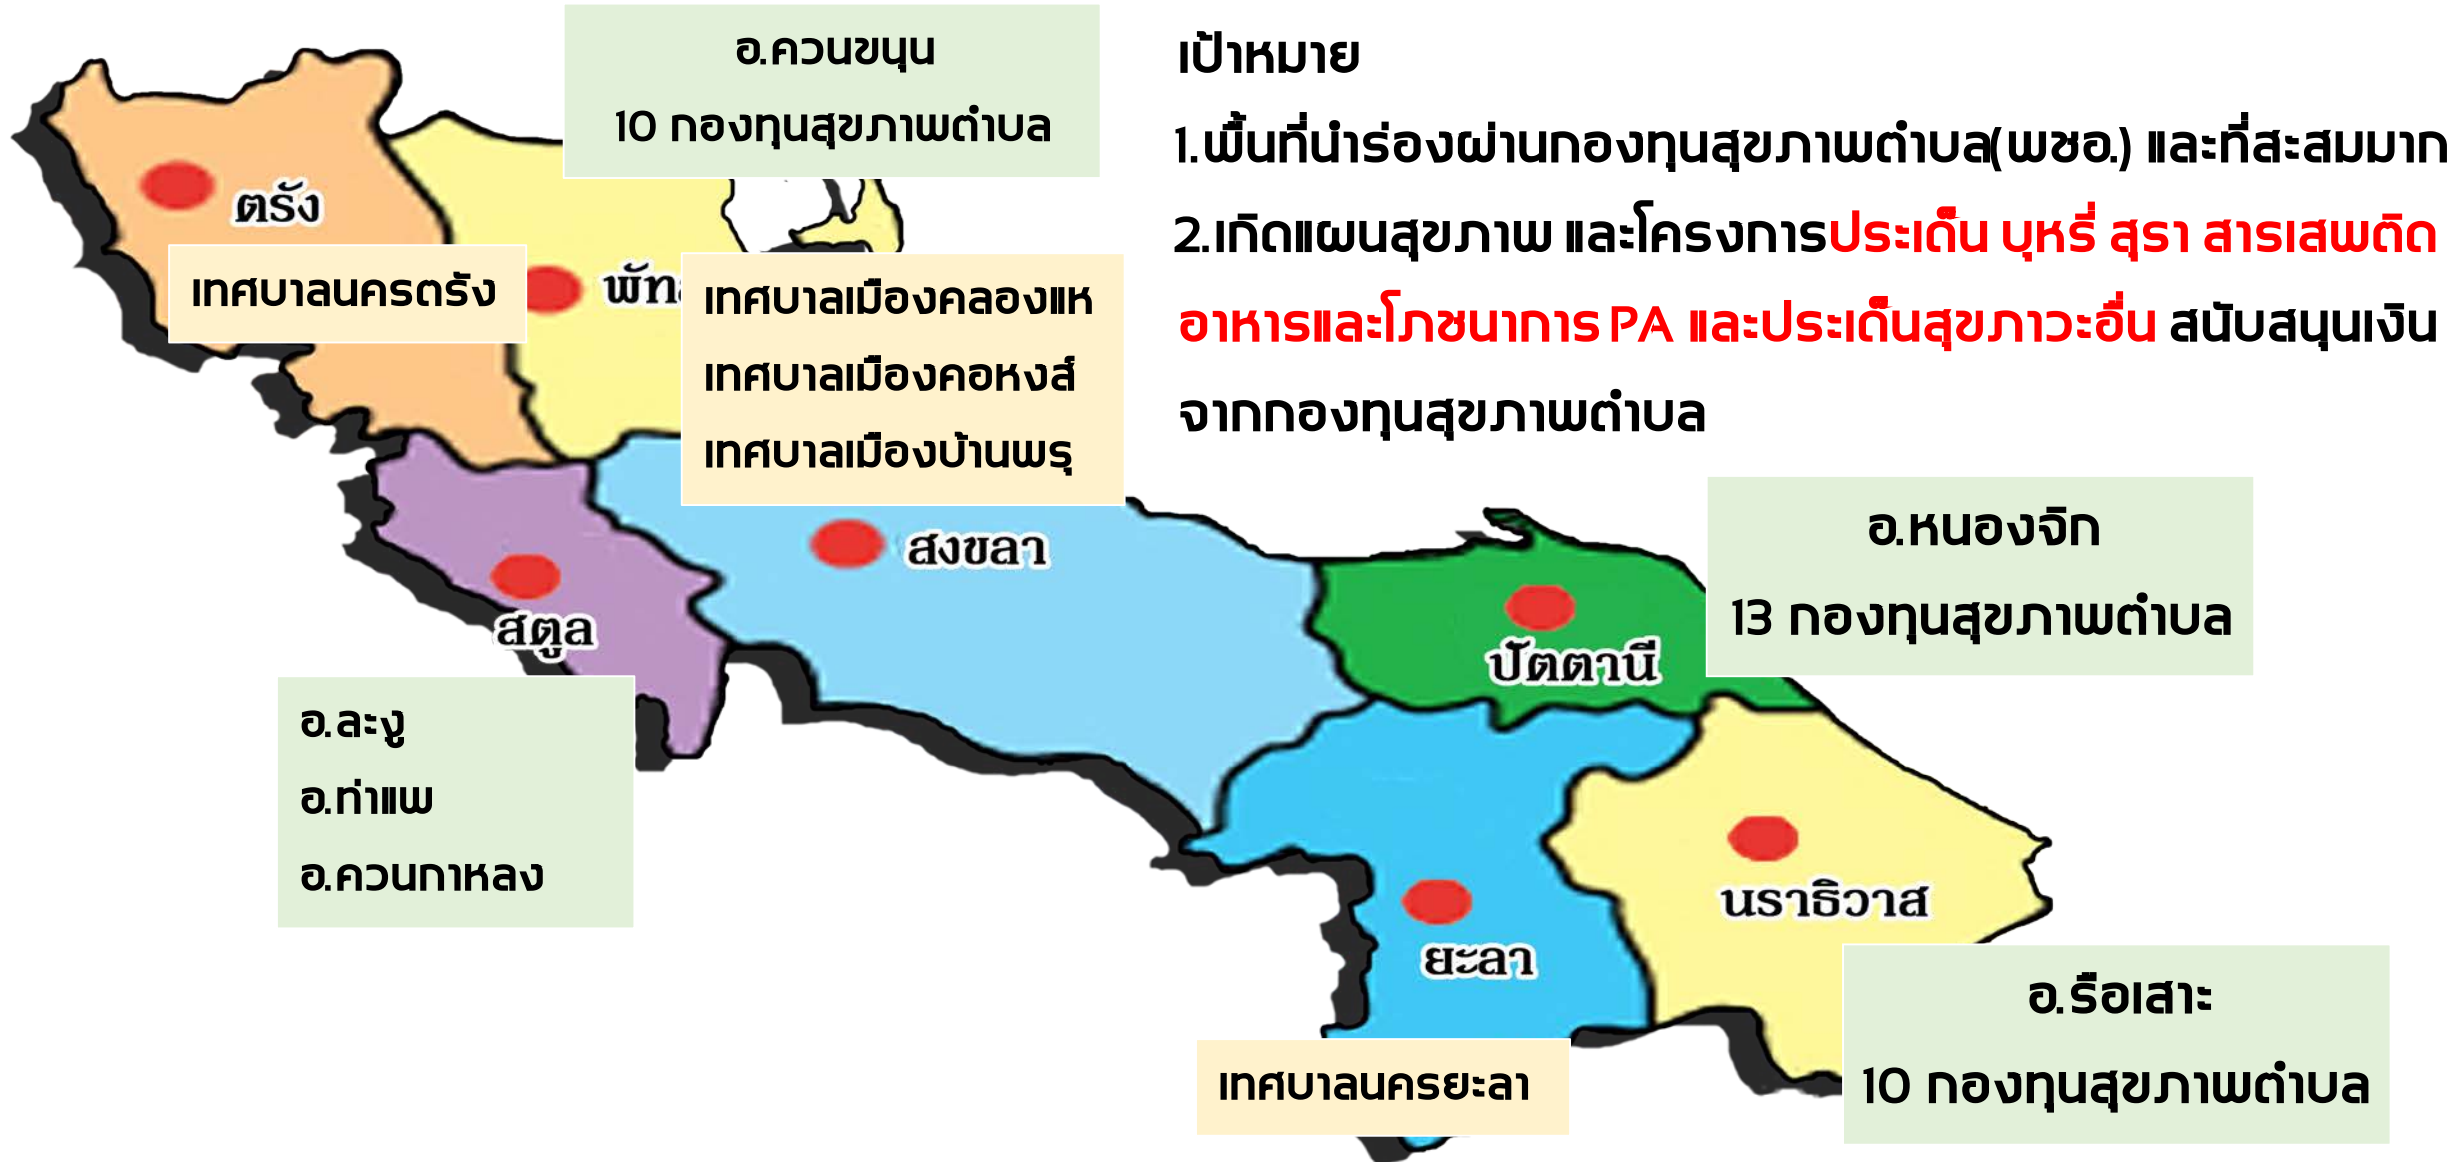 อ.ควนขนุน
10 กองทุนสุขภาพตำบล
เป้าหมาย
1.พื้นที่นำร่องผ่านกองทุนสุขภาพตำบล(พชอ.) และที่สะสมมาก
2.เกิดแผนสุขภาพ และโครงการประเด็น บุหรี่ สุรา สารเสพติด
อาหารและโภชนาการ PA และประเด็นสุขภาวะอื่น สนับสนุนเงิน
จากกองทุนสุขภาพตำบล
ตรัง
เทศบาลนครตรัง
พัท
เทศบาลเมืองคลองแห
เทศบาลเมืองคอหงส์
เทศบาลเมืองบ้านพรุ
สงขลา
สตูล
อ.ละงู
อ.ท่าแพ
อ.ควนกาหลง
อ.หนองจิก
13 กองทุนสุขภาพตำบล
ปัตตานี
นราธิวาส
ยะลา
เทศบาลนครยะลา
อ.รือเสาะ
10 กองทุนสุขภาพตำบล